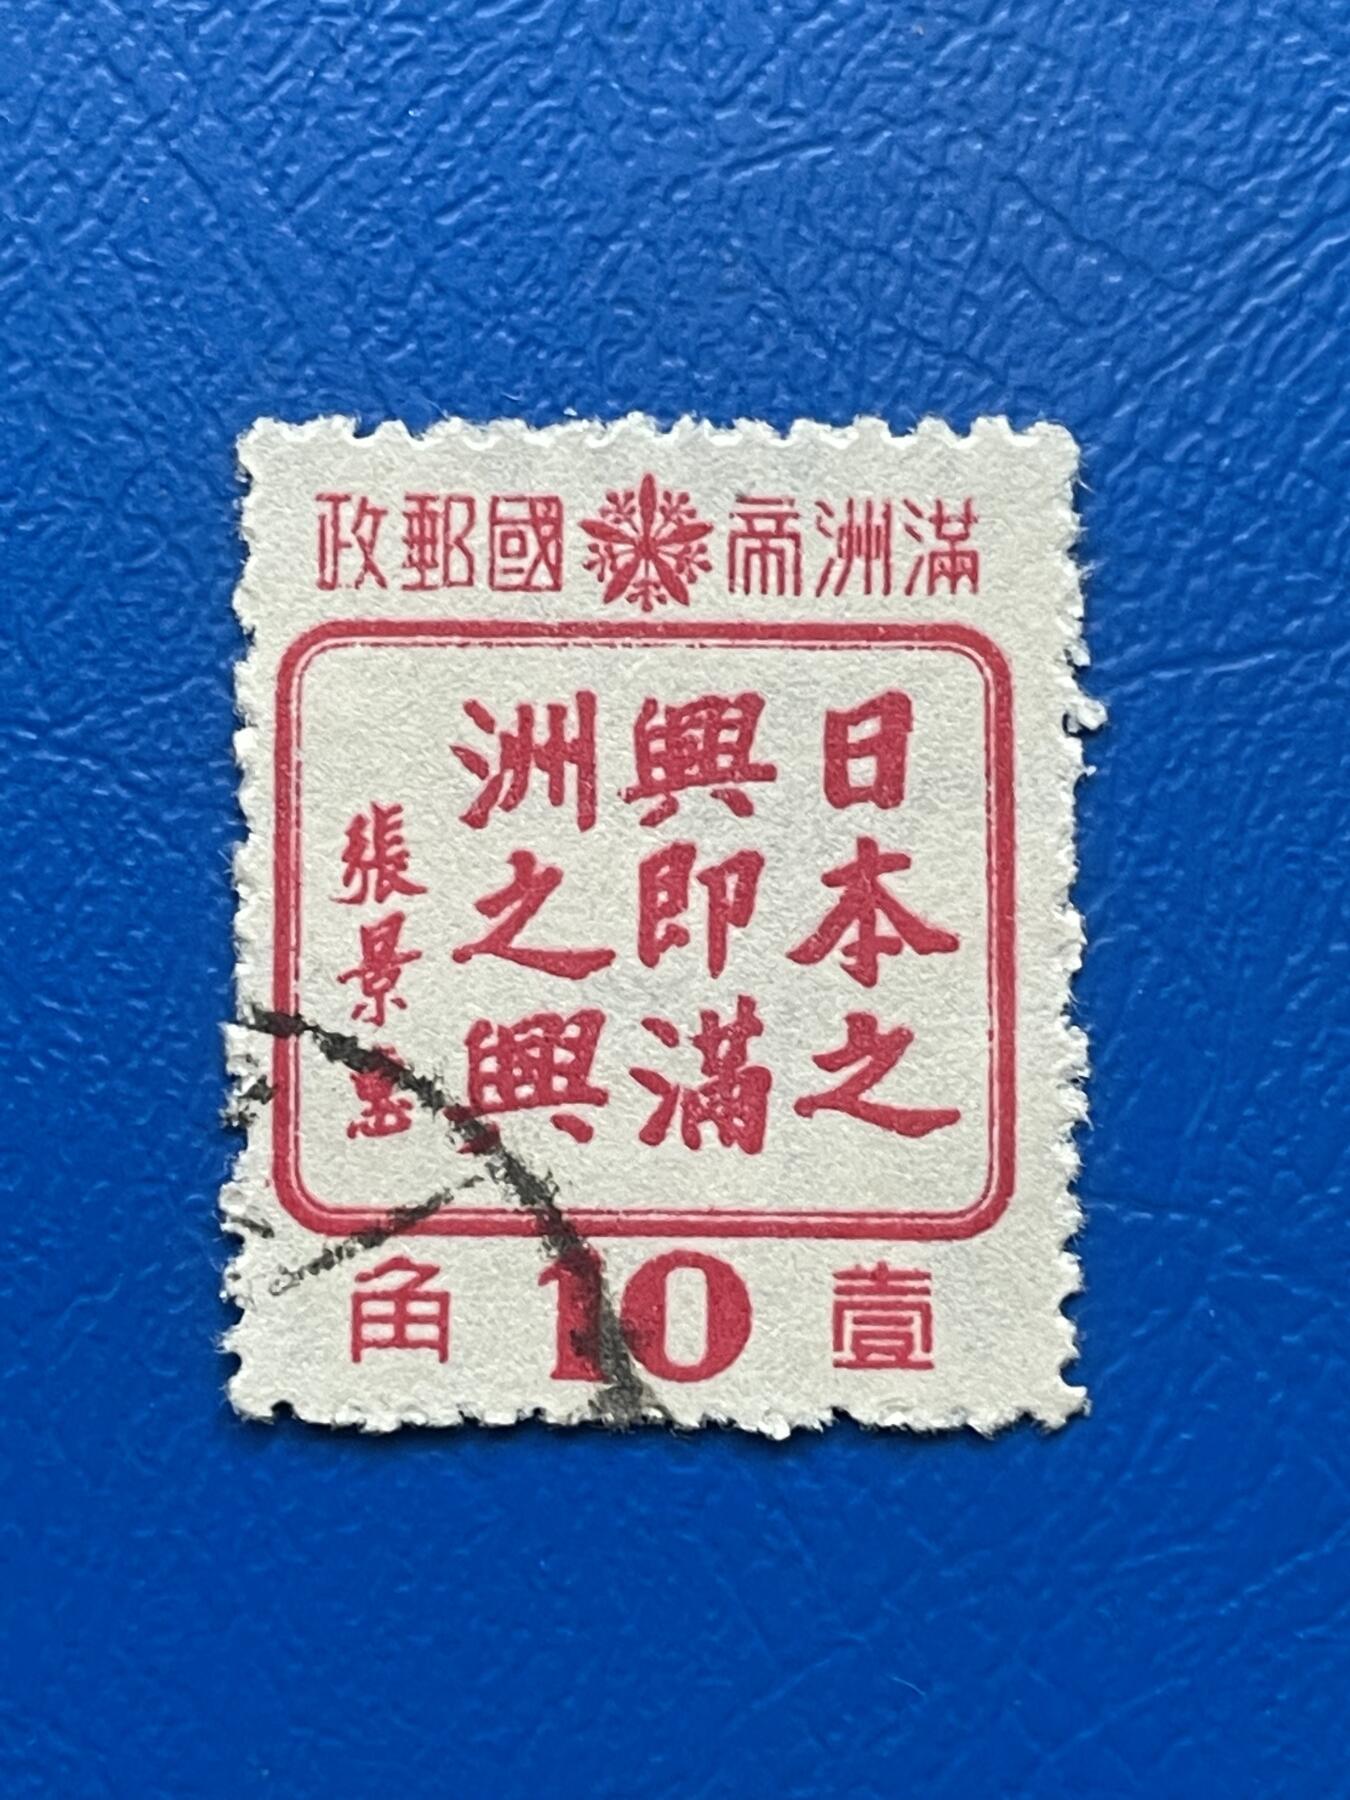 滿洲帝國郵政
日本之
興即滿
洲之興
張景惠
壹 10 角